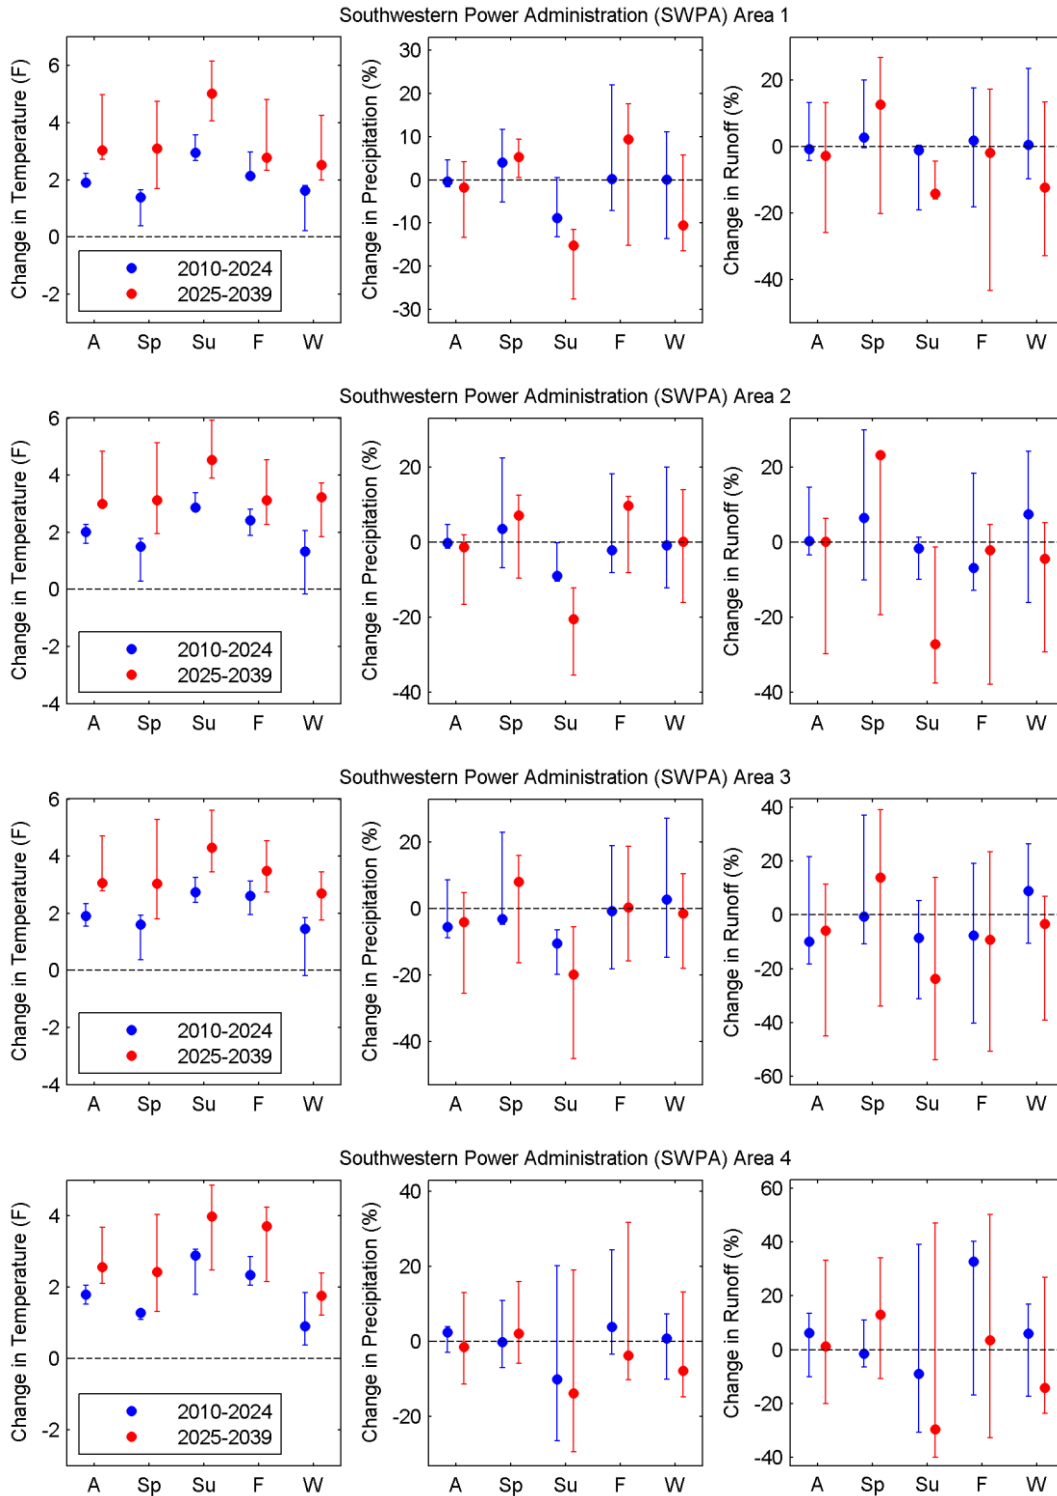 Southwestern Power Administration (SWPA) Area 1
Change in Temperature (F)
6
4
2
0
-2
2010-2024
2025-2039
A Sp Su F W
Change in Precipitation (%)
30
20
10
0
-10
-20
-30
A Sp Su F W
Change in Runoff (%)
20
0
-20
-40
A Sp Su F W
Southwestern Power Administration (SWPA) Area 2
Change in Temperature (F)
6
4
2
0
-2
-4
2010-2024
2025-2039
A Sp Su F W
Change in Precipitation (%)
20
0
-20
-40
A Sp Su F W
Change in Runoff (%)
20
0
-20
-40
A Sp Su F W
Southwestern Power Administration (SWPA) Area 3
Change in Temperature (F)
6
4
2
0
-2
-4
2010-2024
2025-2039
A Sp Su F W
Change in Precipitation (%)
20
0
-20
-40
A Sp Su F W
Change in Runoff (%)
40
20
0
-20
-40
-60
A Sp Su F W
Southwestern Power Administration (SWPA) Area 4
Change in Temperature (F)
4
2
0
-2
2010-2024
2025-2039
A Sp Su F W
Change in Precipitation (%)
40
20
0
-20
A Sp Su F W
Change in Runoff (%)
60
40
20
0
-20
-40
A Sp Su F W